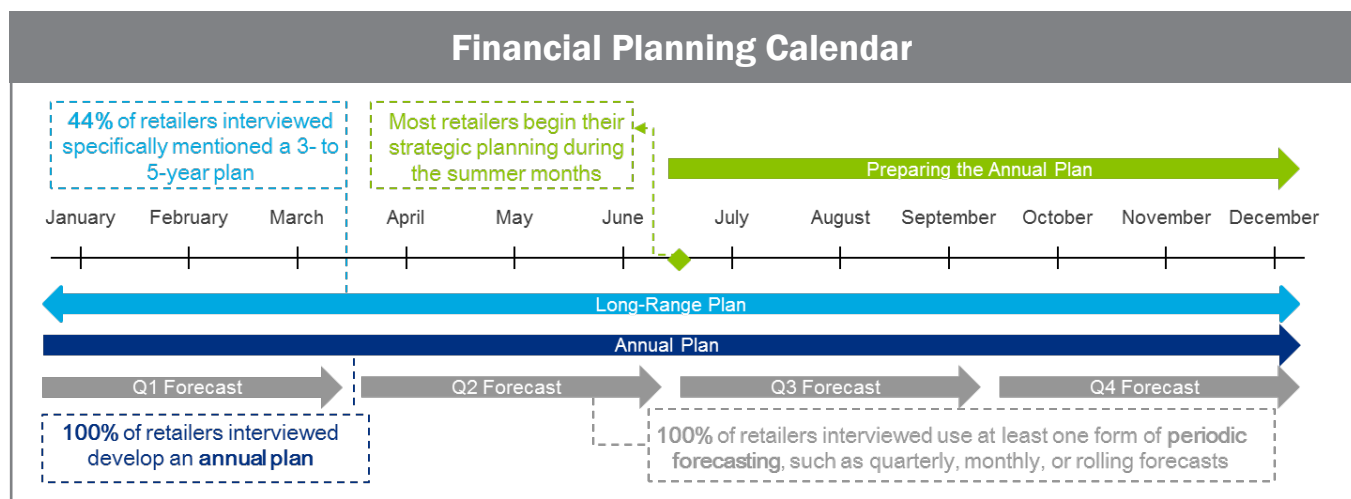 Financial Planning Calendar
44% of retailers interviewed
specifically mentioned a 3- to
5-year plan
Most retailers begin their
strategic planning during
the summer months
Preparing the Annual Plan
January February March April May June July August September October November December
Long-Range Plan
Annual Plan
Q1 Forecast Q2 Forecast Q3 Forecast Q4 Forecast
100% of retailers interviewed
develop an annual plan
100% of retailers interviewed use at least one form of periodic
forecasting, such as quarterly, monthly, or rolling forecasts